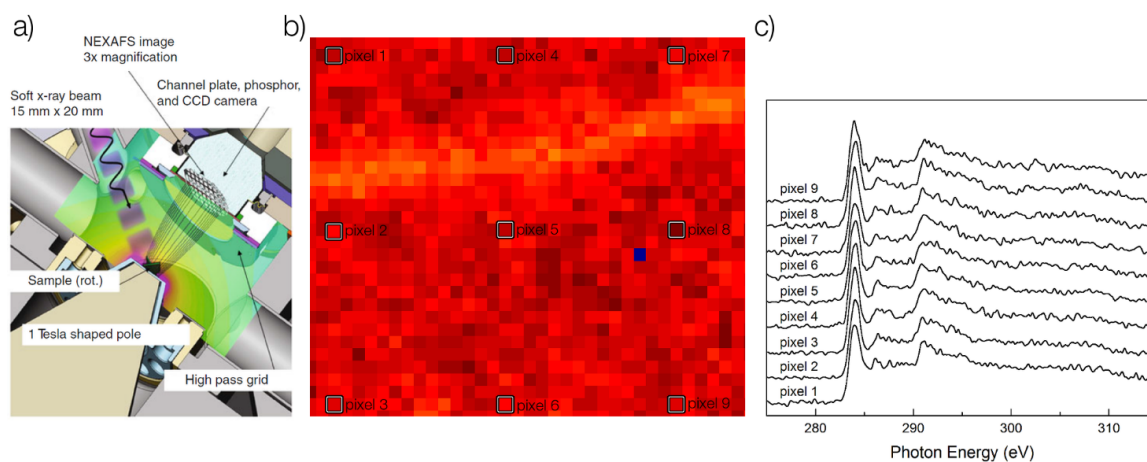 a)
NEXAFS image
3x magnification
Channel plate, phosphor,
and CCD camera
Soft x-ray beam
15 mm x 20 mm
Sample (rot.)
1 Tesla shaped pole
High pass grid
b)
pixel 1
pixel 4
pixel 7
pixel 2
pixel 5
pixel 8
pixel 3
pixel 6
pixel 9
c)
pixel 9
pixel 8
pixel 7
pixel 6
pixel 5
pixel 4
pixel 3
pixel 2
pixel 1
280
290
300
310
Photon Energy (eV)